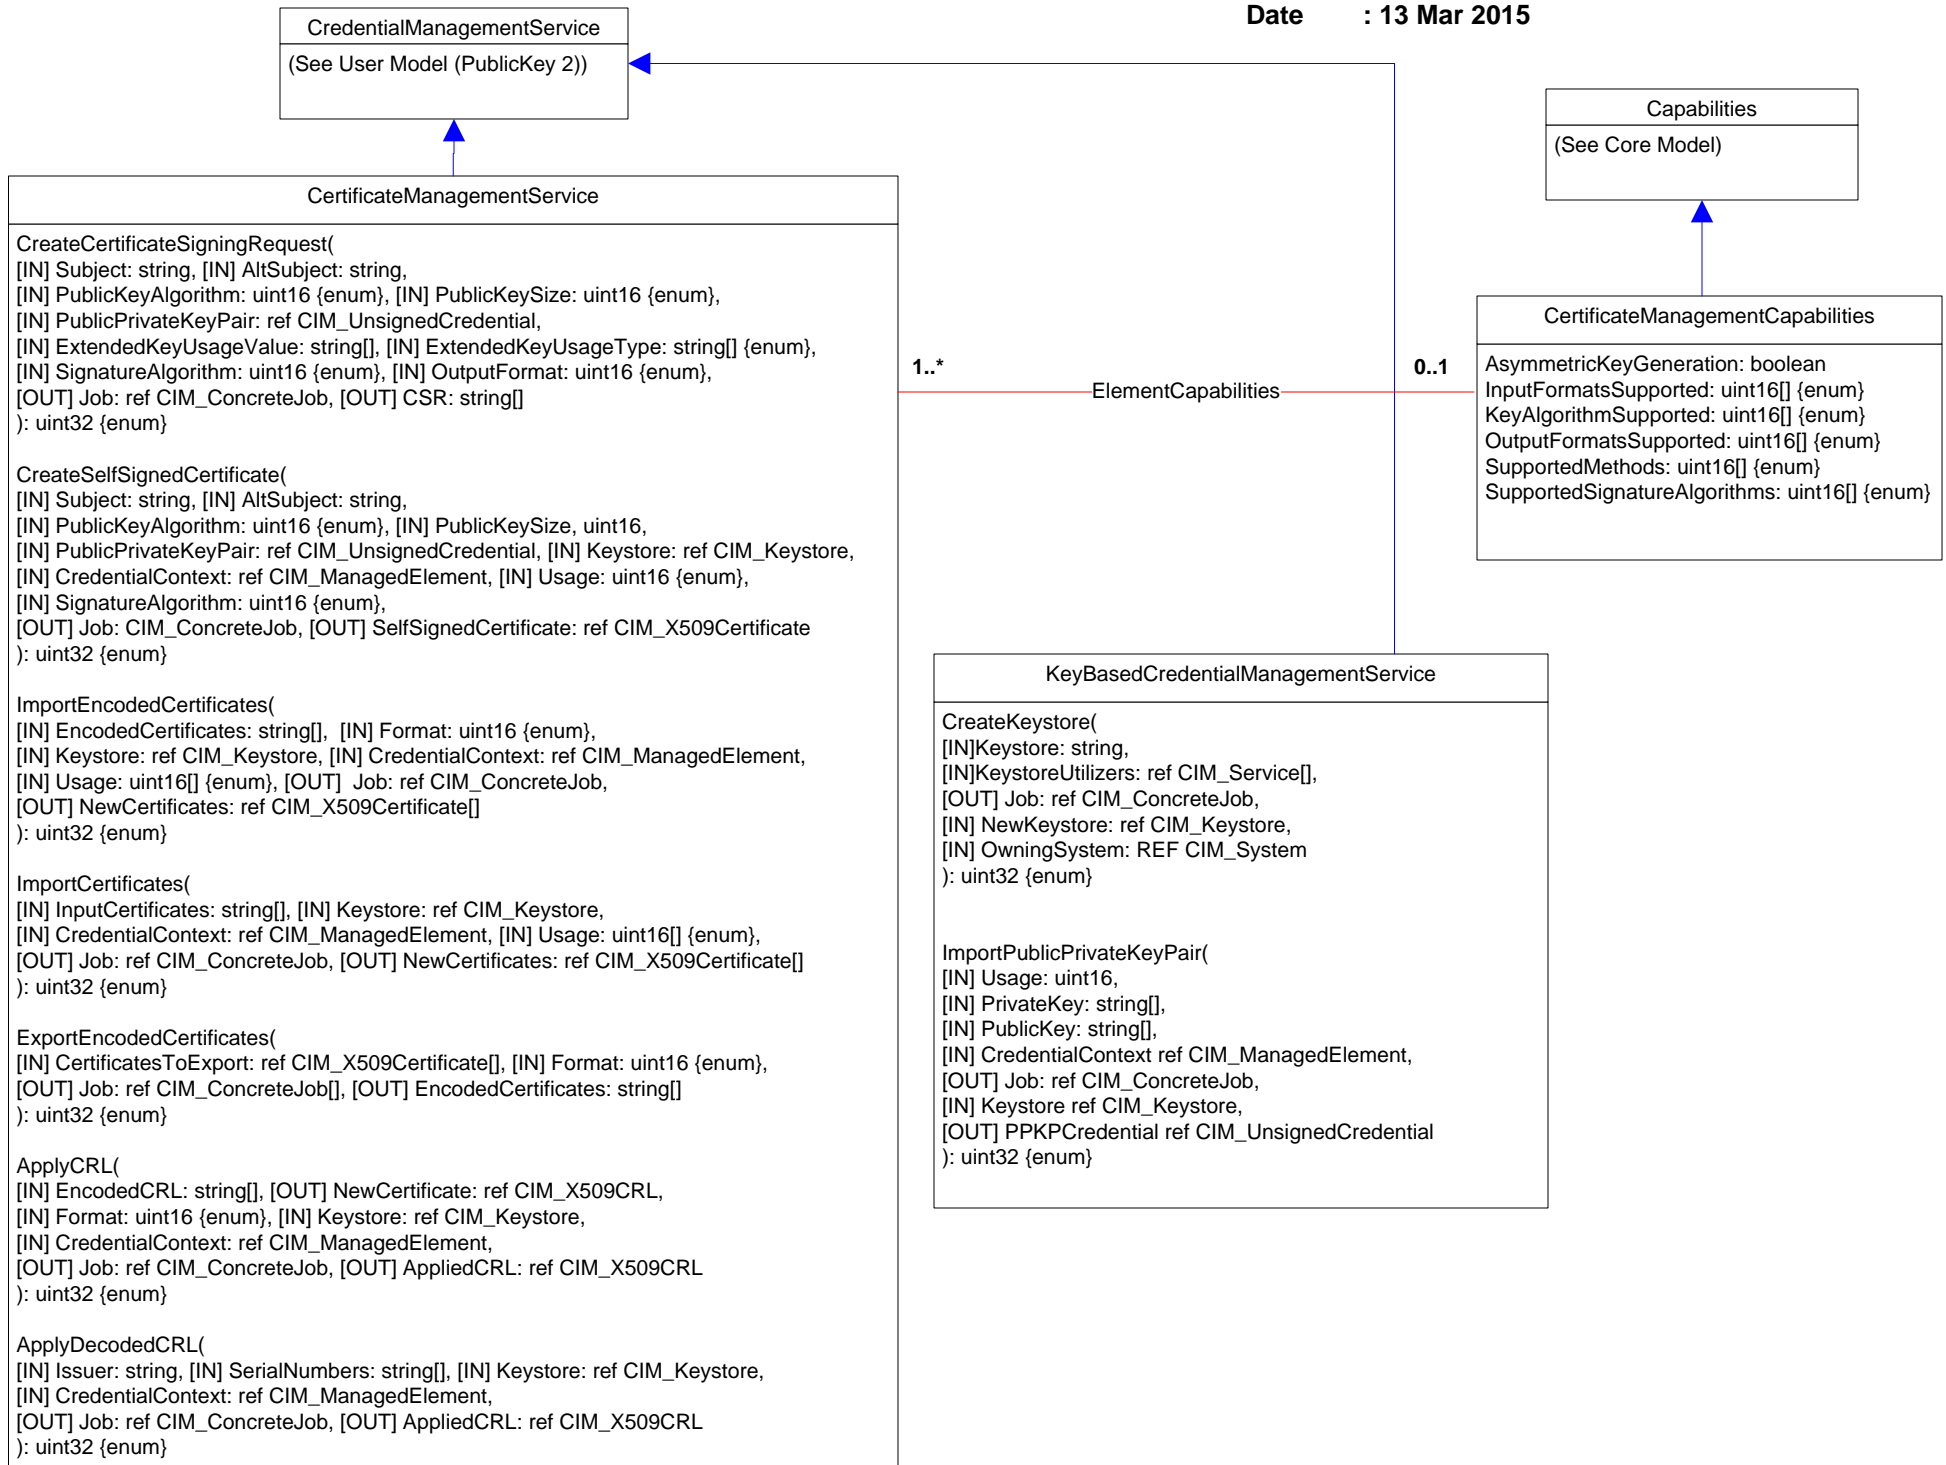 Date : 13 Mar 2015
CredentialManagementService
(See User Model (PublicKey 2))
Capabilities
(See Core Model)
CertificateManagementService
CreateCertificateSigningRequest(
[IN] Subject: string, [IN] AltSubject: string,
[IN] PublicKeyAlgorithm: uint16 {enum}, [IN] PublicKeySize: uint16 {enum},
[IN] PublicPrivateKeyPair: ref CIM_UnsignedCredential,
[IN] ExtendedKeyUsageValue: string[], [IN] ExtendedKeyUsageType: string[] {enum},
[IN] SignatureAlgorithm: uint16 {enum}, [IN] OutputFormat: uint16 {enum},
[OUT] Job: ref CIM_ConcreteJob, [OUT] CSR: string[]
): uint32 {enum}
CreateSelfSignedCertificate(
[IN] Subject: string, [IN] AltSubject: string,
[IN] PublicKeyAlgorithm: uint16 {enum}, [IN] PublicKeySize, uint16,
[IN] PublicPrivateKeyPair: ref CIM_UnsignedCredential, [IN] Keystore: ref CIM_Keystore,
[IN] CredentialContext: ref CIM_ManagedElement, [IN] Usage: uint16 {enum},
[IN] SignatureAlgorithm: uint16 {enum},
[OUT] Job: CIM_ConcreteJob, [OUT] SelfSignedCertificate: ref CIM_X509Certificate
): uint32 {enum}
ImportEncodedCertificates(
[IN] EncodedCertificates: string[], [IN] Format: uint16 {enum},
[IN] Keystore: ref CIM_Keystore, [IN] CredentialContext: ref CIM_ManagedElement,
[IN] Usage: uint16[] {enum}, [OUT] Job: ref CIM_ConcreteJob,
[OUT] NewCertificates: ref CIM_X509Certificate[]
): uint32 {enum}
ImportCertificates(
[IN] InputCertificates: string[], [IN] Keystore: ref CIM_Keystore,
[IN] CredentialContext: ref CIM_ManagedElement, [IN] Usage: uint16[] {enum},
[OUT] Job: ref CIM_ConcreteJob, [OUT] NewCertificates: ref CIM_X509Certificate[]
): uint32 {enum}
ExportEncodedCertificates(
[IN] CertificatesToExport: ref CIM_X509Certificate[], [IN] Format: uint16 {enum},
[OUT] Job: ref CIM_ConcreteJob[], [OUT] EncodedCertificates: string[]
): uint32 {enum}
ApplyCRL(
[IN] EncodedCRL: string[], [OUT] NewCertificate: ref CIM_X509CRL,
[IN] Format: uint16 {enum}, [IN] Keystore: ref CIM_Keystore,
[IN] CredentialContext: ref CIM_ManagedElement,
[OUT] Job: ref CIM_ConcreteJob, [OUT] AppliedCRL: ref CIM_X509CRL
): uint32 {enum}
ApplyDecodedCRL(
[IN] Issuer: string, [IN] SerialNumbers: string[], [IN] Keystore: ref CIM_Keystore,
[IN] CredentialContext: ref CIM_ManagedElement,
[OUT] Job: ref CIM_ConcreteJob, [OUT] AppliedCRL: ref CIM_X509CRL
): uint32 {enum}
1..*
ElementCapabilities
0..1
CertificateManagementCapabilities
AsymmetricKeyGeneration: boolean
InputFormatsSupported: uint16[] {enum}
KeyAlgorithmSupported: uint16[] {enum}
OutputFormatsSupported: uint16[] {enum}
SupportedMethods: uint16[] {enum}
SupportedSignatureAlgorithms: uint16[] {enum}
KeyBasedCredentialManagementService
CreateKeystore(
[IN]Keystore: string,
[IN]KeystoreUtilizers: ref CIM_Service[],
[OUT] Job: ref CIM_ConcreteJob,
[IN] NewKeystore: ref CIM_Keystore,
[IN] OwningSystem: REF CIM_System
): uint32 {enum}
ImportPublicPrivateKeyPair(
[IN] Usage: uint16,
[IN] PrivateKey: string[],
[IN] PublicKey: string[],
[IN] CredentialContext ref CIM_ManagedElement,
[OUT] Job: ref CIM_ConcreteJob,
[IN] Keystore ref CIM_Keystore,
[OUT] PPKPCredential ref CIM_UnsignedCredential
): uint32 {enum}